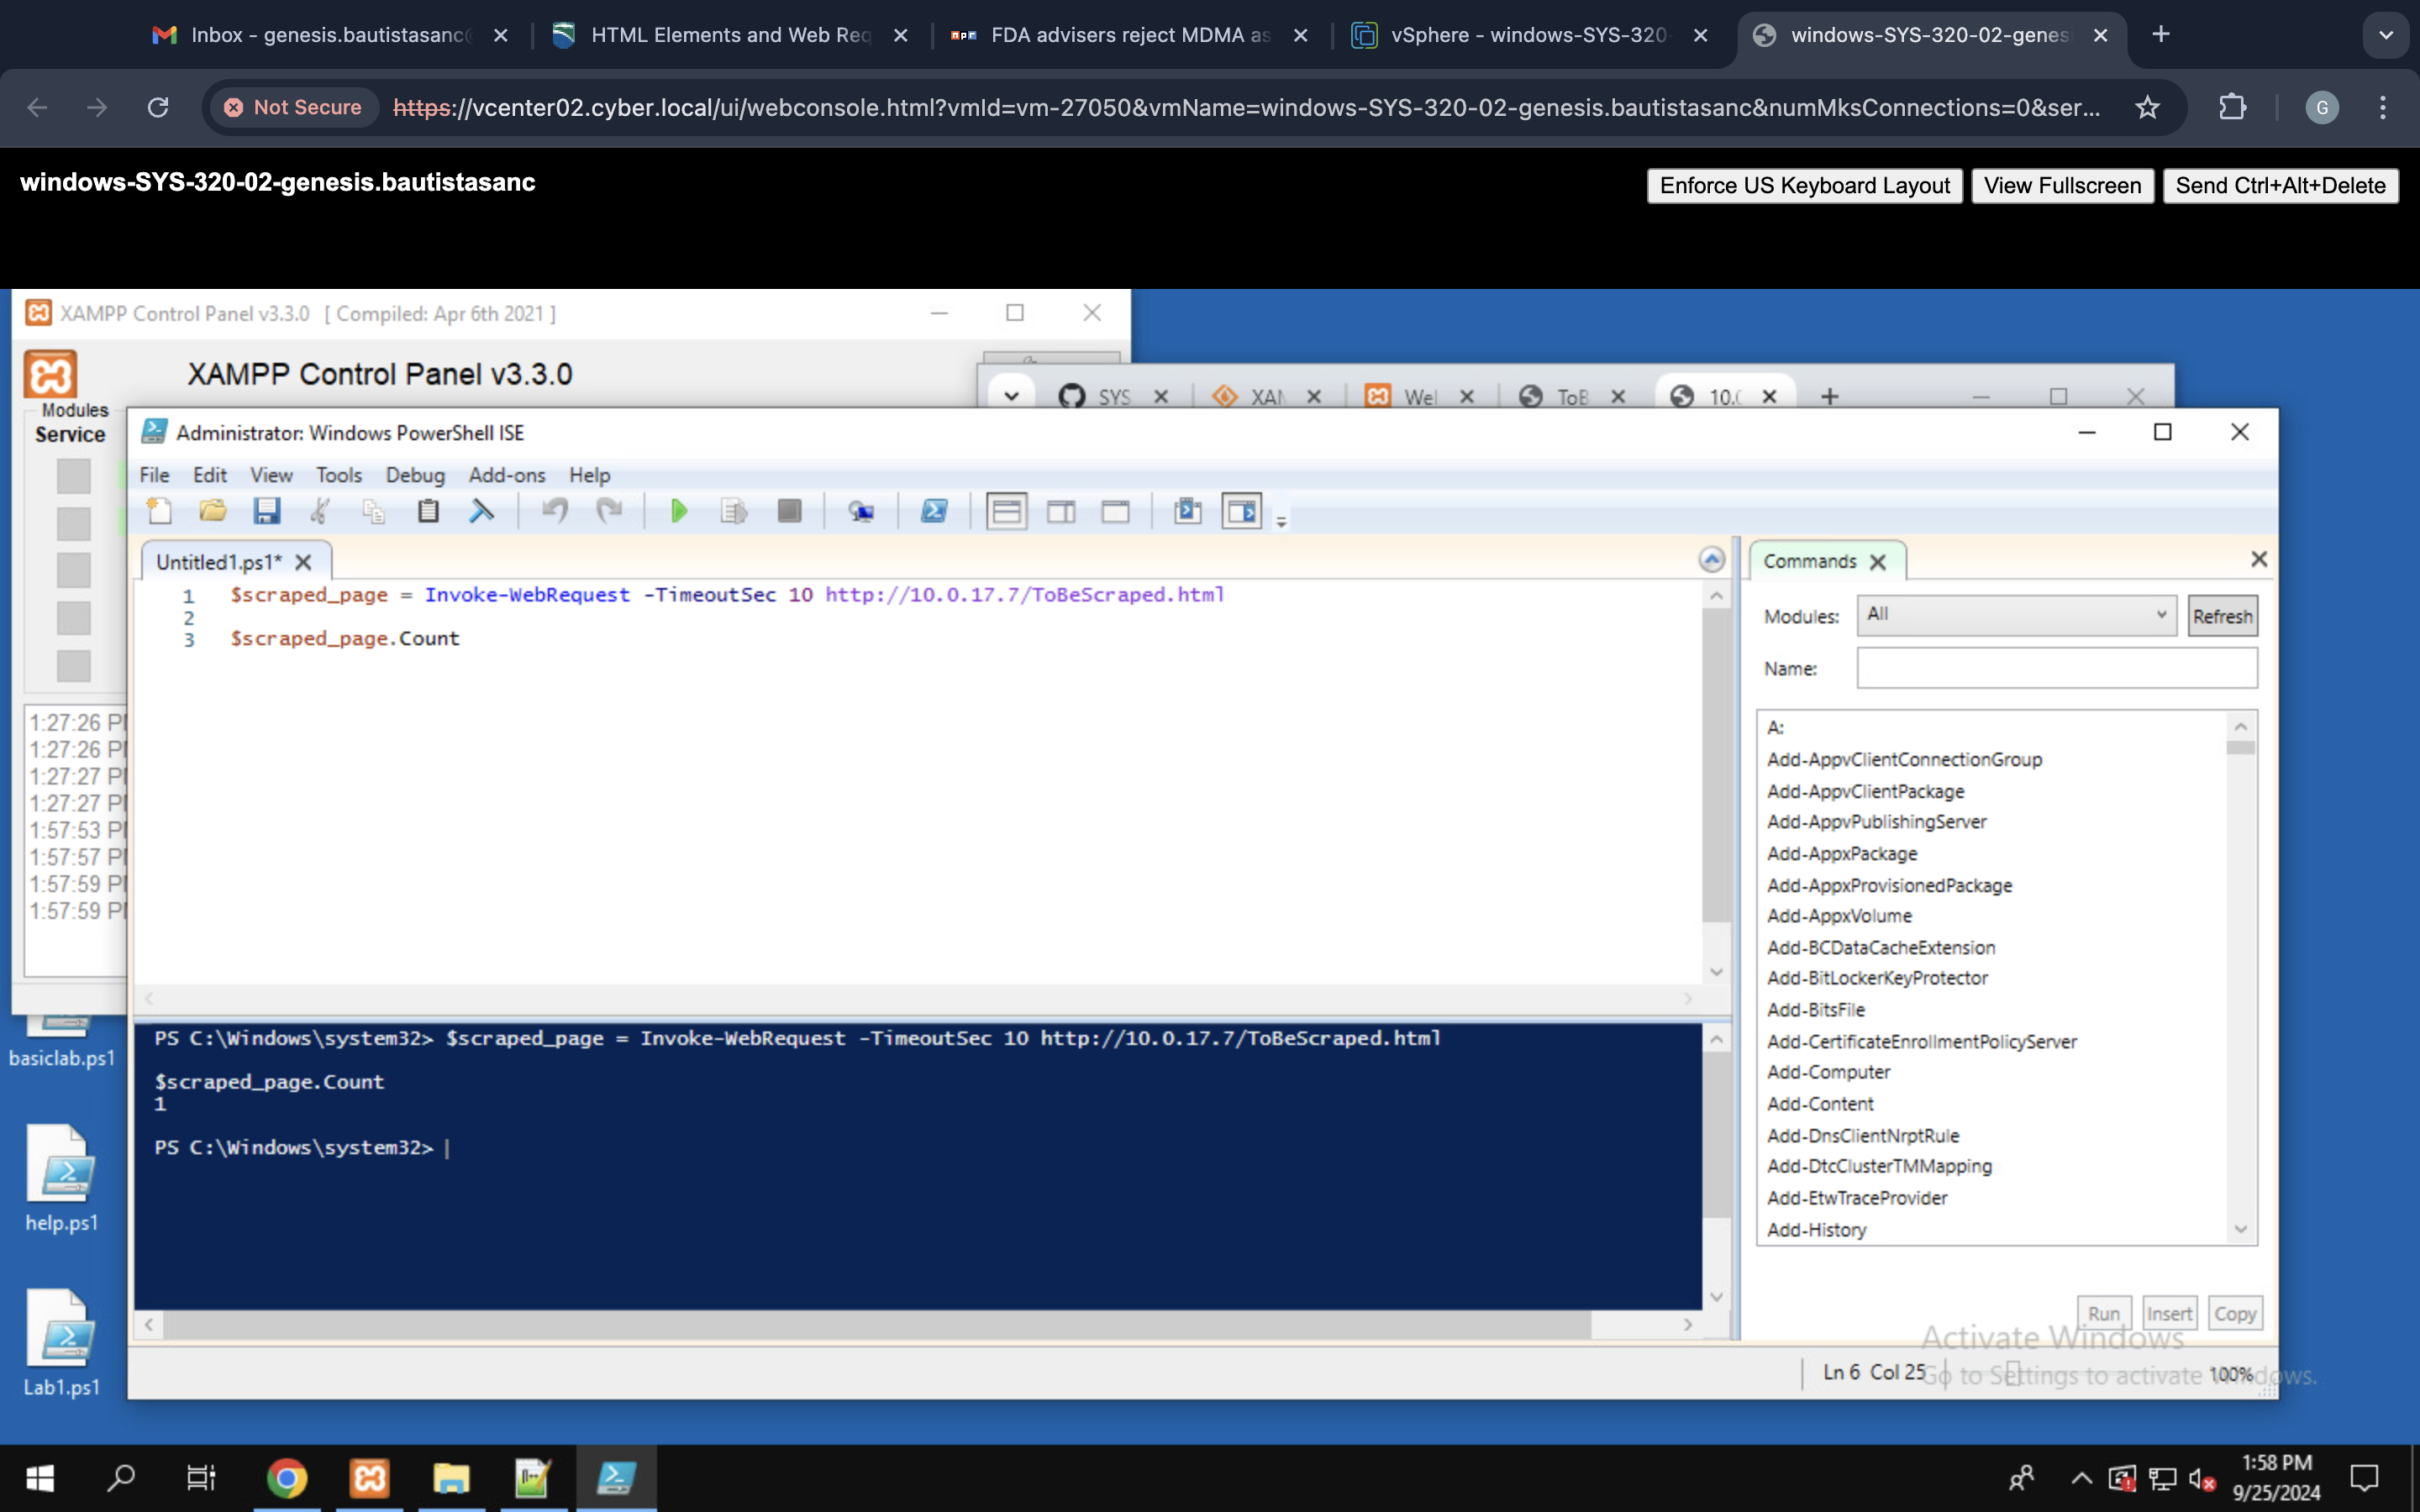 Inbox - genesis.bautistasanc
HTML Elements and Web Req
npr FDA advisers reject MDMA as
vSphere - windows-SYS-320-
windows-SYS-320-02-genes
Not Secure https://vcenter02.cyber.local/ui/webconsole.html?vmId=vm-27050&vmName=windows-SYS-320-02-genesis.bautistasanc&numMksConnections=0&ser...
G
windows-SYS-320-02-genesis.bautistasanc
Enforce US Keyboard Layout
View Fullscreen
Send Ctrl+Alt+Delete
XAMPP Control Panel v3.3.0 [ Compiled: Apr 6th 2021 ]
XAMPP Control Panel v3.3.0
Modules
Service
SYS
XAM
Wel
ToB
10.(
Administrator: Windows PowerShell ISE
File Edit View Tools Debug Add-ons Help
Untitled1.ps1*
1 $scraped_page = Invoke-WebRequest -TimeoutSec 10 http://10.0.17.7/ToBeScraped.html
2
3 $scraped_page.Count
Commands
Modules: All Refresh
Name:
A:
Add-AppvClientConnectionGroup
Add-AppvClientPackage
Add-AppvPublishingServer
Add-AppxPackage
Add-AppxProvisionedPackage
Add-AppxVolume
Add-BCDataCacheExtension
Add-BitLockerKeyProtector
Add-BitsFile
Add-CertificateEnrollmentPolicyServer
Add-Computer
Add-Content
Add-DnsClientNrptRule
Add-DtcClusterTMMapping
Add-EtwTraceProvider
Add-History
Run Insert Copy
1:27:26 P
1:27:26 P
1:27:27 P
1:27:27 P
1:57:53 P
1:57:57 P
1:57:59 P
1:57:59 P
PS C:\Windows\system32> $scraped_page = Invoke-WebRequest -TimeoutSec 10 http://10.0.17.7/ToBeScraped.html
$scraped_page.Count
1
PS C:\Windows\system32>
basiclab.ps1
help.ps1
Lab1.ps1
Activate Windows
Go to Settings to activate Windows.
Ln 6 Col 25
100%
1:58 PM
9/25/2024